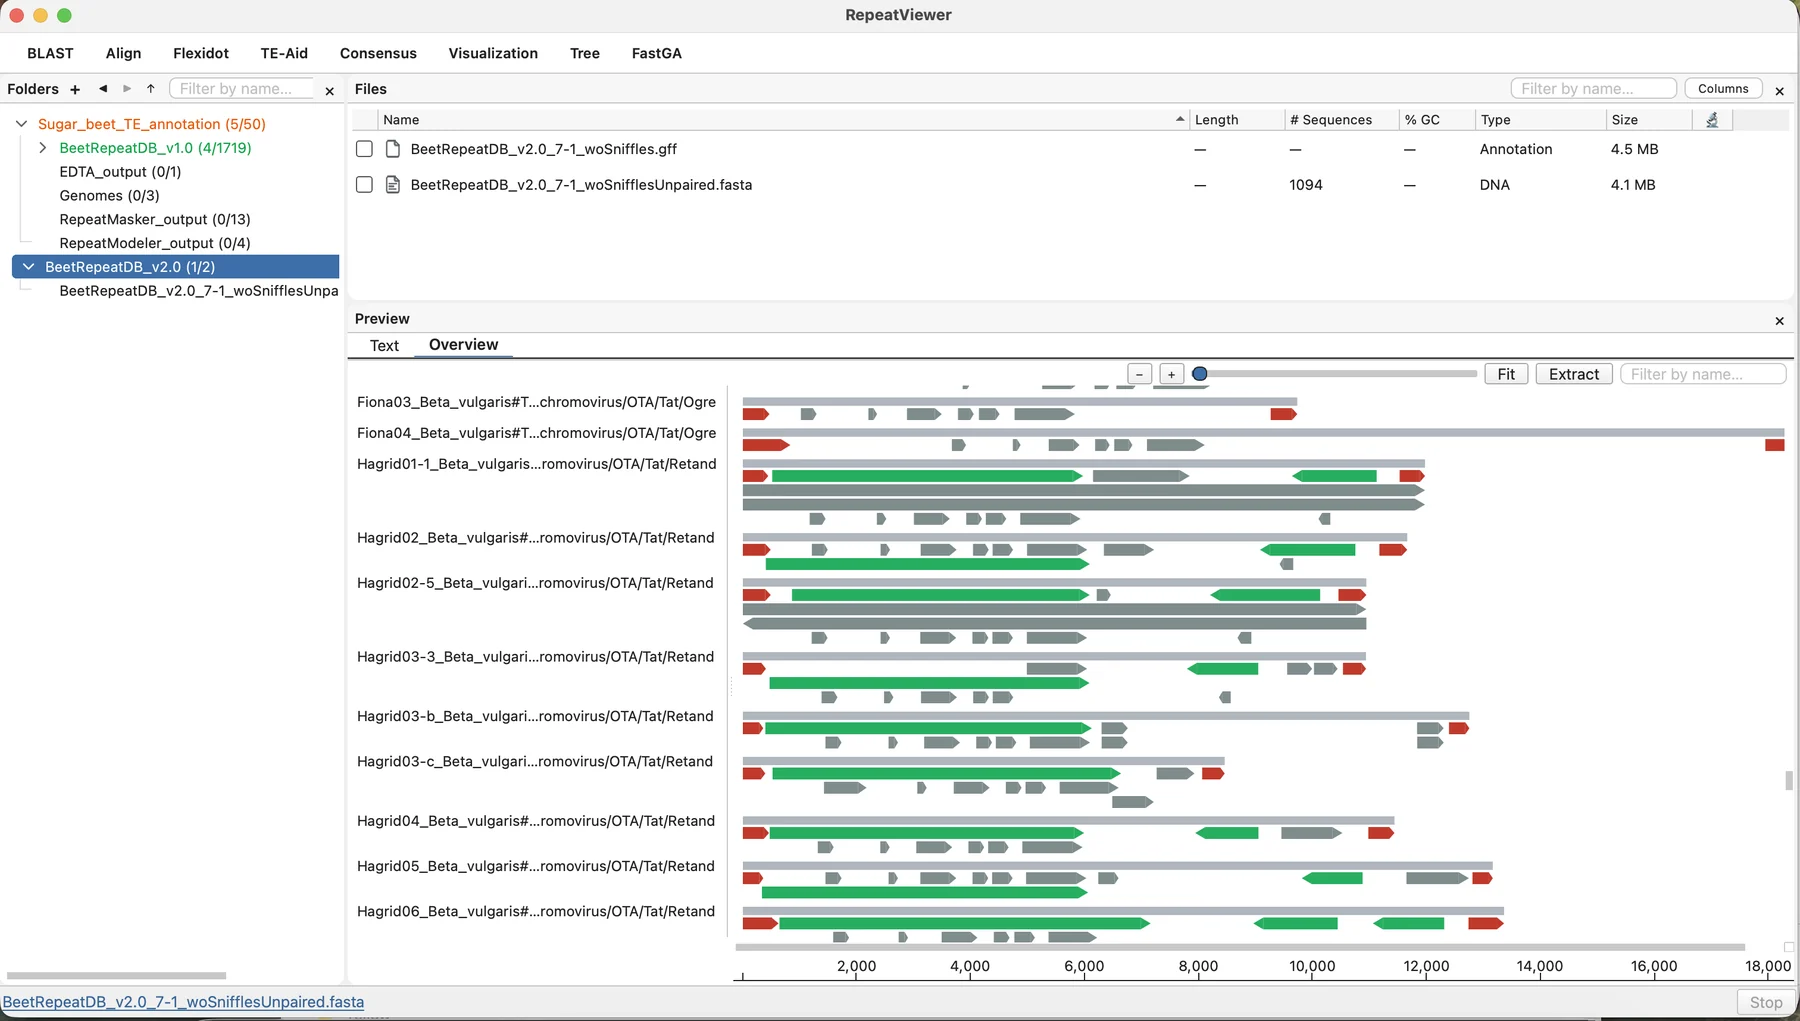 RepeatViewer
BLAST Align Flexidot TE-Aid Consensus Visualization Tree FastGA
Folders + Filter by name... ×
Sugar_beet_TE_annotation (5/50)
BeetRepeatDB_v1.0 (4/1719)
EDTA_output (0/1)
Genomes (0/3)
RepeatMasker_output (0/13)
RepeatModeler_output (0/4)
BeetRepeatDB_v2.0 (1/2)
BeetRepeatDB_v2.0_7-1_woSnifflesUnpa
Files Filter by name... Columns ×
Name Length # Sequences % GC Type Size
BeetRepeatDB_v2.0_7-1_woSniffles.gff — — — Annotation 4.5 MB
BeetRepeatDB_v2.0_7-1_woSnifflesUnpaired.fasta — 1094 — DNA 4.1 MB
Preview ×
Text Overview
− + Fit Extract Filter by name...
Fiona03_Beta_vulgaris#T...chromovirus/OTA/Tat/Ogre
Fiona04_Beta_vulgaris#T...chromovirus/OTA/Tat/Ogre
Hagrid01-1_Beta_vulgaris...romovirus/OTA/Tat/Retand
Hagrid02_Beta_vulgaris#...romovirus/OTA/Tat/Retand
Hagrid02-5_Beta_vulgari...romovirus/OTA/Tat/Retand
Hagrid03-3_Beta_vulgari...romovirus/OTA/Tat/Retand
Hagrid03-b_Beta_vulgari...romovirus/OTA/Tat/Retand
Hagrid03-c_Beta_vulgari...romovirus/OTA/Tat/Retand
Hagrid04_Beta_vulgaris#...romovirus/OTA/Tat/Retand
Hagrid05_Beta_vulgaris#...romovirus/OTA/Tat/Retand
Hagrid06_Beta_vulgaris#...romovirus/OTA/Tat/Retand
2,000 4,000 6,000 8,000 10,000 12,000 14,000 16,000 18,000
BeetRepeatDB_v2.0_7-1_woSnifflesUnpaired.fasta Stop